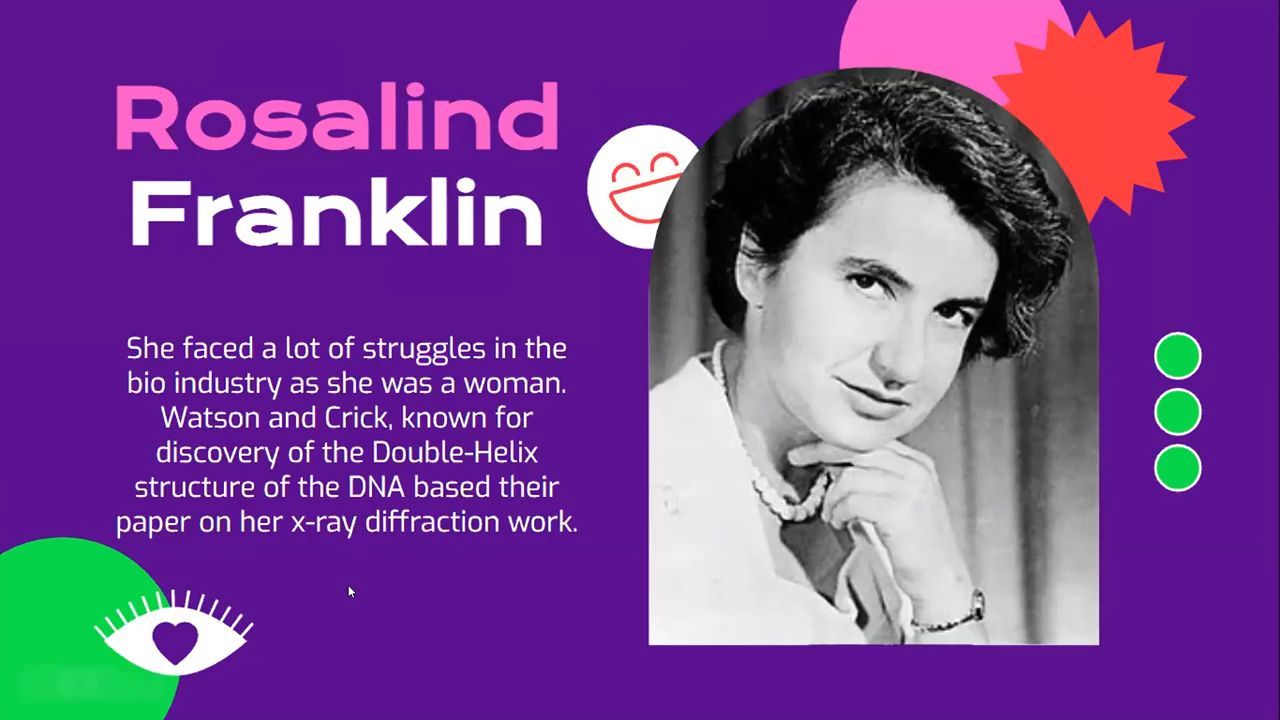 Rosalind
Franklin
She faced a lot of struggles in the
bio industry as she was a woman.
Watson and Crick, known for
discovery of the Double-Helix
structure of the DNA based their
paper on her x-ray diffraction work.